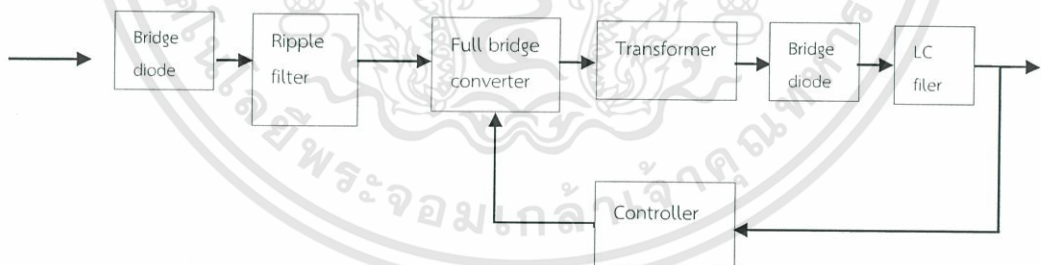 Bridge
diode
Ripple
filter
Full bridge
converter
Transformer
Bridge
diode
LC
filer
Controller